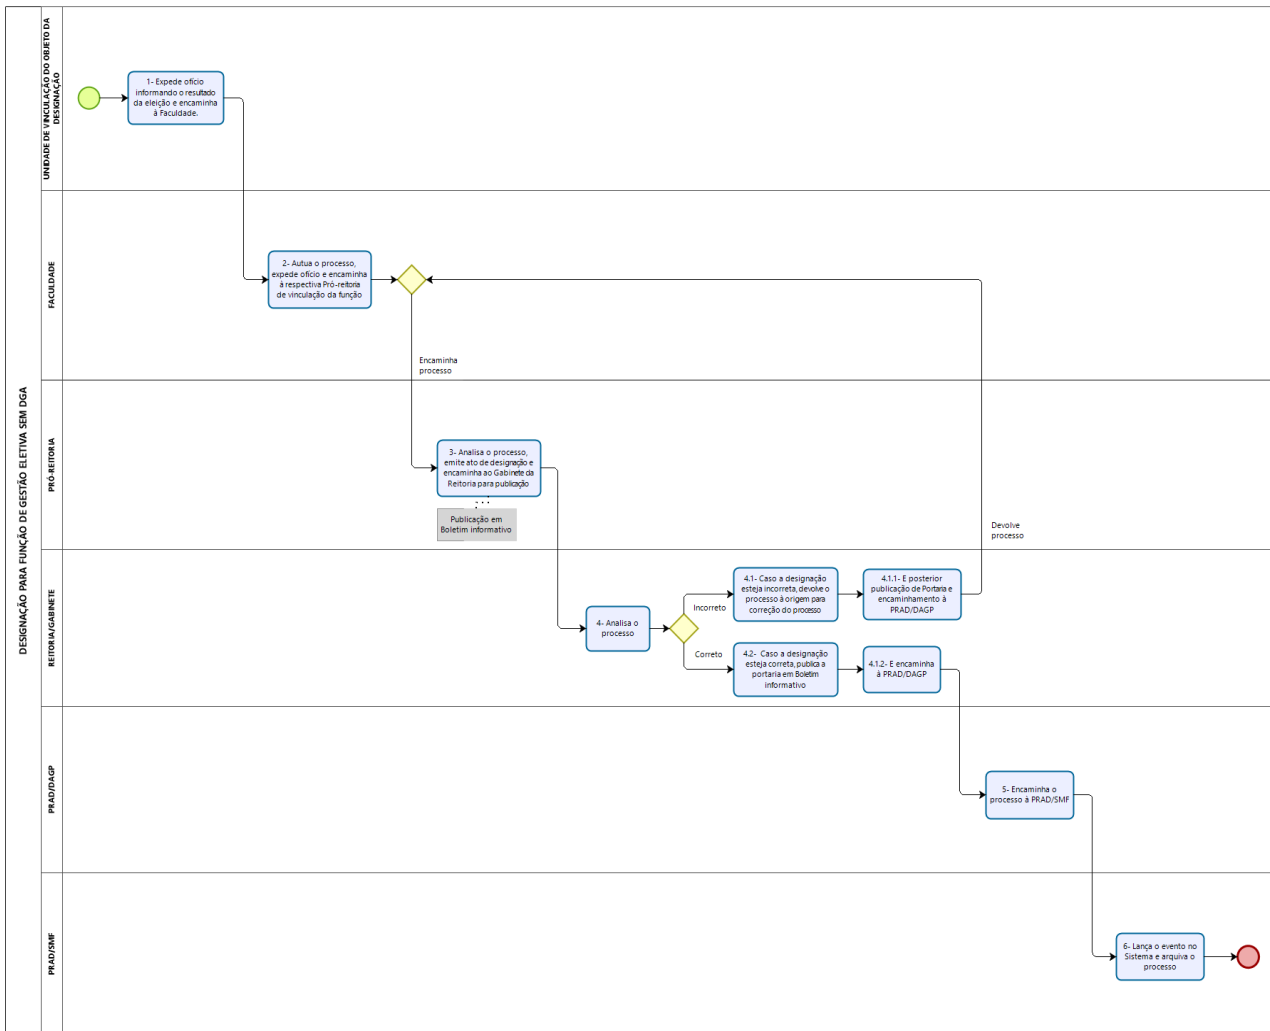 DESIGNAÇÃO PARA FUNÇÃO DE GESTÃO ELETIVA SEM DGA
UNIDADE DE VINCULAÇÃO DO OBJETO DA
DESIGNAÇÃO
1- Expede ofício
informando o resultado
da eleição e encaminha
à Faculdade.
FACULDADE
2- Autua o processo,
expede ofício e encaminha
à respectiva Pró-reitoria
de vinculação da função
Encaminha
processo
PRÓ-REITORIA
3- Analisa o processo,
emite ato de designação e
encaminha ao Gabinete da
Reitoria para publicação
Publicação em
Boletim informativo
Devolve
processo
REITORIA/GABINETE
4- Analisa o
processo
Incorreto
Correto
4.1- Caso a designação
esteja incorreta, devolve o
processo à origem para
correção do processo
4.1.1- E posterior
publicação de Portaria e
encaminhamento à
PRAD/DAGP
4.2- Caso a designação
esteja correta, publica a
portaria em Boletim
informativo
4.1.2- E encaminha
à PRAD/DAGP
PRAD/DAGP
5- Encaminha o
processo à PRAD/SMF
PRAD/SMF
6- Lança o evento no
Sistema e arquiva o
processo